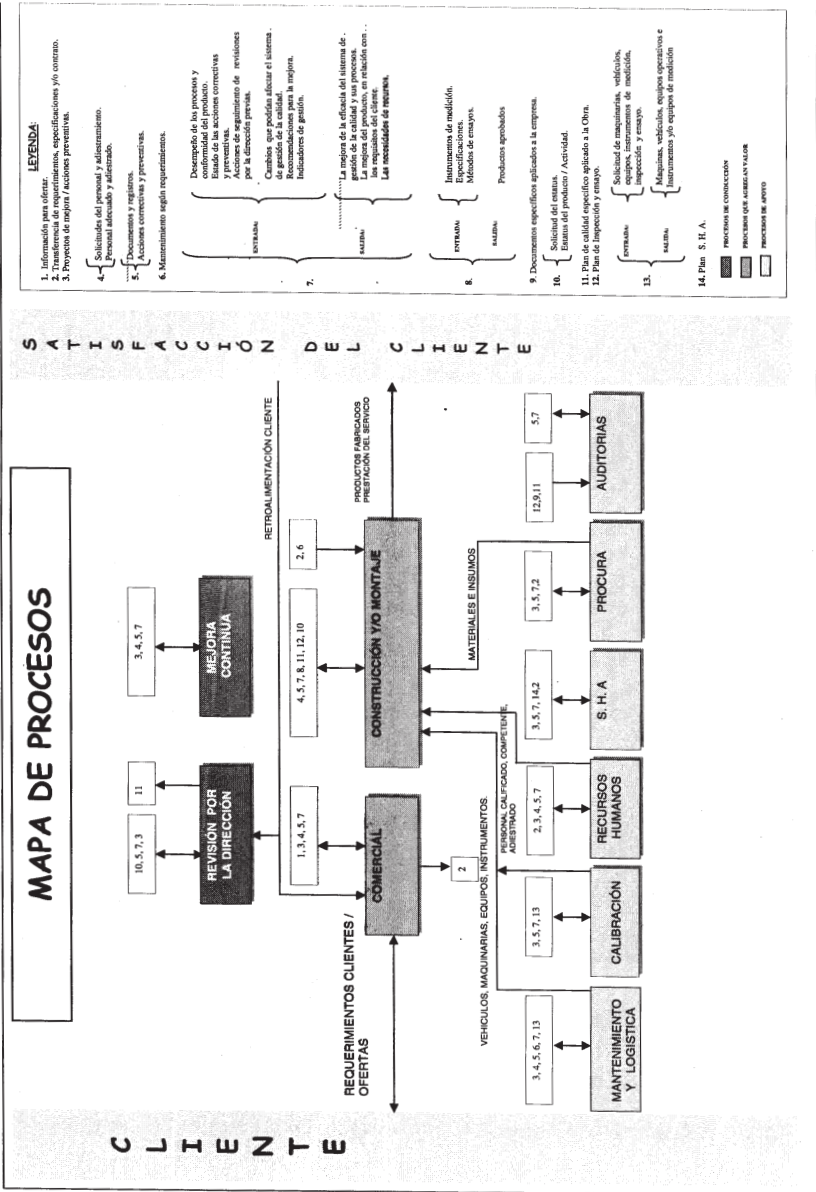 MAPA DE PROCESOS
CLIENTE
SATISFACCIÓN DEL CLIENTE
10, 5, 7, 3
11
3, 4, 5, 7
REVISIÓN POR
LA DIRECCIÓN
MEJORA
CONTINUA
RETROALIMENTACIÓN CLIENTE
REQUERIMIENTOS CLIENTES /
OFERTAS
1, 3, 4, 5, 7
4, 5, 7, 8, 11, 12, 10
2, 6
COMERCIAL
CONSTRUCCIÓN Y/O MONTAJE
PRODUCTOS FABRICADOS
PRESTACIÓN DEL SERVICIO
2
VEHICULOS, MAQUINARIAS, EQUIPOS, INSTRUMENTOS.
PERSONAL CALIFICADO, COMPETENTE,
ADIESTRADO
MATERIALES E INSUMOS
3, 4, 5, 6, 7, 13
3, 5, 7, 13
2, 3, 4, 5, 7
3, 5, 7, 14,2
3, 5, 7,2
12,9,11
5,7
MANTENIMIENTO
Y LOGÍSTICA
CALIBRACIÓN
RECURSOS
HUMANOS
S. H. A
PROCURA
AUDITORIAS
LEYENDA:
1. Información para ofertar.
2. Transferencia de requerimientos, especificaciones y/o contrato.
3. Proyectos de mejora / acciones preventivas.
4. Solicitudes del personal y adiestramiento.
Personal adecuado y adiestrado.
5. Documentos y registros.
Acciones correctivas y preventivas.
6. Mantenimiento según requerimientos.
7.
ENTRADA:
Desempeño de los procesos y
conformidad del producto.
Estado de las acciones correctivas
y preventivas.
Acciones de seguimiento de revisiones
por la dirección previas.
Cambios que podrían afectar el sistema
de gestión de la calidad.
Recomendaciones para la mejora.
Indicadores de gestión.
SALIDA:
La mejora de la eficacia del sistema de
gestión de la calidad y sus procesos.
La mejora del producto, en relación con
los requisitos del cliente.
Las necesidades de recursos.
8.
ENTRADA:
Instrumentos de medición.
Especificaciones.
Métodos de ensayos.
SALIDA:
Productos aprobados
9. Documentos específicos aplicados a la empresa.
10. Solicitud del estatus.
Estatus del producto / Actividad.
11. Plan de calidad específico aplicado a la Obra.
12. Plan de Inspección y ensayo.
13.
ENTRADA:
Solicitud de maquinarias, vehículos,
equipos, instrumentos de medición,
inspección y ensayo.
SALIDA:
Maquinas, vehículos, equipos operativos e
Instrumentos y/o equipos de medición
14. Plan S. H. A.
PROCESOS DE CONDUCCIÓN
PROCESOS QUE AGREGAN VALOR
PROCESOS DE APOYO